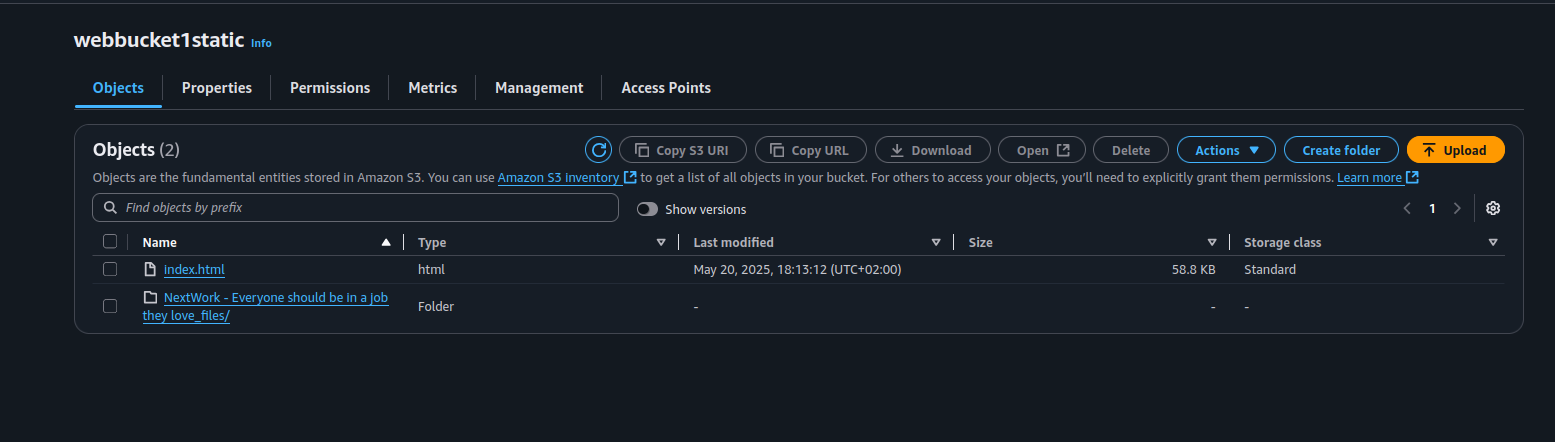 webbucket1static Info
Objects Properties Permissions Metrics Management Access Points
Objects (2) Copy S3 URI Copy URL Download Open Delete Actions Create folder Upload
Objects are the fundamental entities stored in Amazon S3. You can use Amazon S3 inventory to get a list of all objects in your bucket. For others to access your objects, you’ll need to explicitly grant them permissions. Learn more
Find objects by prefix Show versions 1
Name Type Last modified Size Storage class
index.html html May 20, 2025, 18:13:12 (UTC+02:00) 58.8 KB Standard
NextWork - Everyone should be in a job
they love_files/ Folder - - -